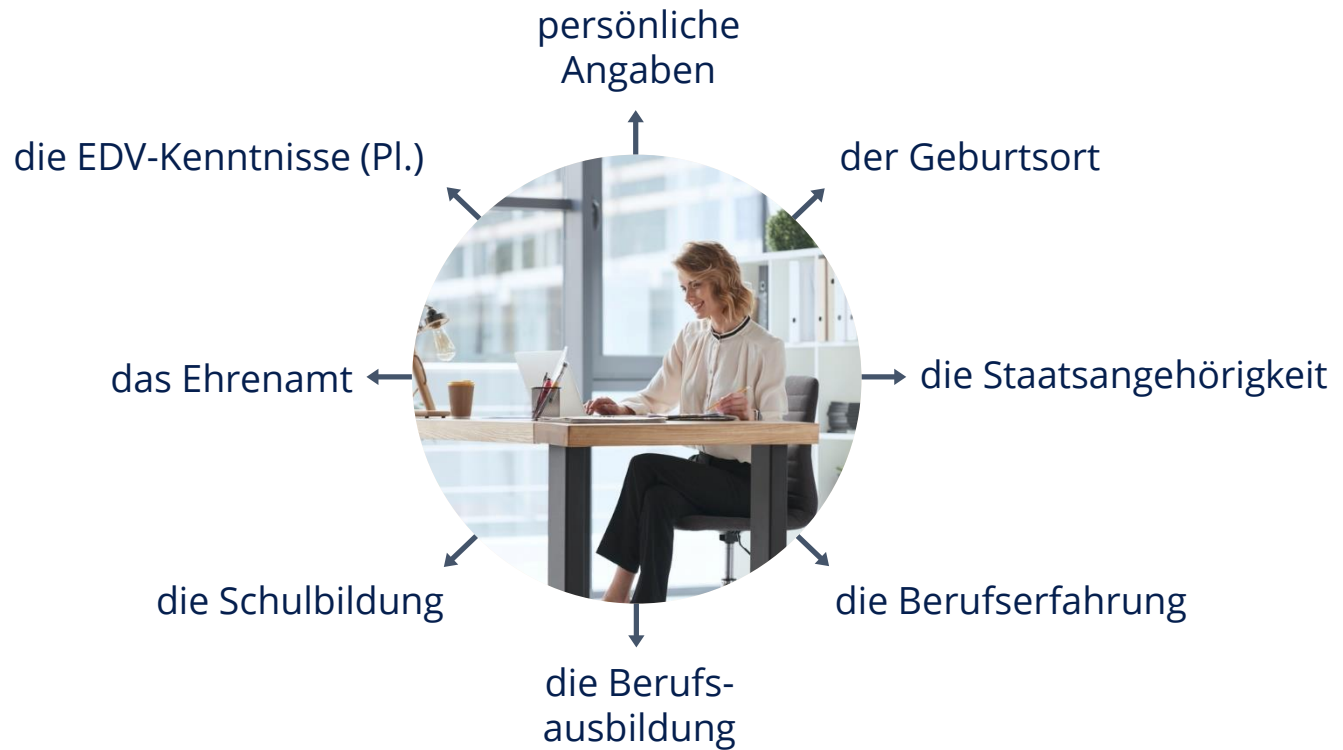 persönliche
Angaben
die EDV-Kenntnisse (Pl.)
der Geburtsort
das Ehrenamt
die Staatsangehörigkeit
die Schulbildung
die Berufserfahrung
die Berufs-
ausbildung